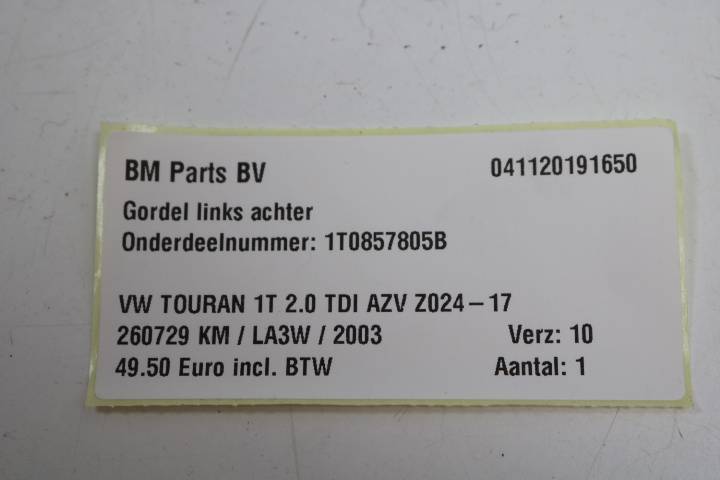 BM Parts BV 041120191650
Gordel links achter
Onderdeelnummer: 1T0857805B
VW TOURAN 1T 2.0 TDI AZV Z024-17
260729 KM / LA3W / 2003 Verz: 10
49.50 Euro incl. BTW Aantal: 1